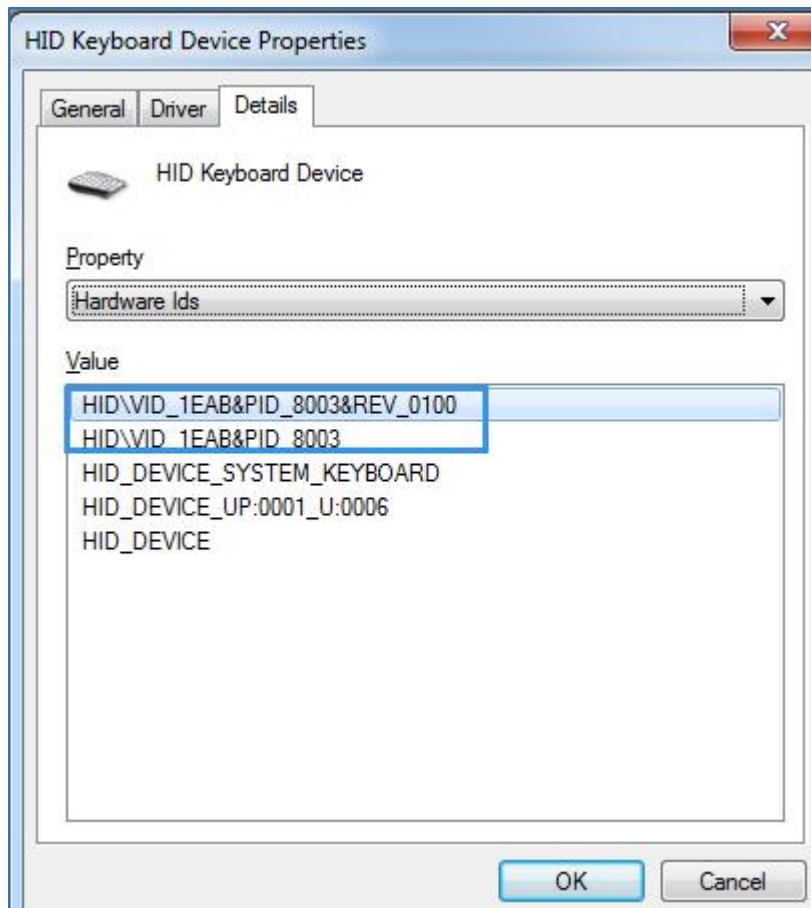 HID Keyboard Device Properties
General Driver Details
HID Keyboard Device
Property
Hardware Ids
Value
HID\VID_1EAB&PID_8003&REV_0100
HID\VID_1EAB&PID_8003
HID_DEVICE_SYSTEM_KEYBOARD
HID_DEVICE_UP:0001_U:0006
HID_DEVICE
OK Cancel